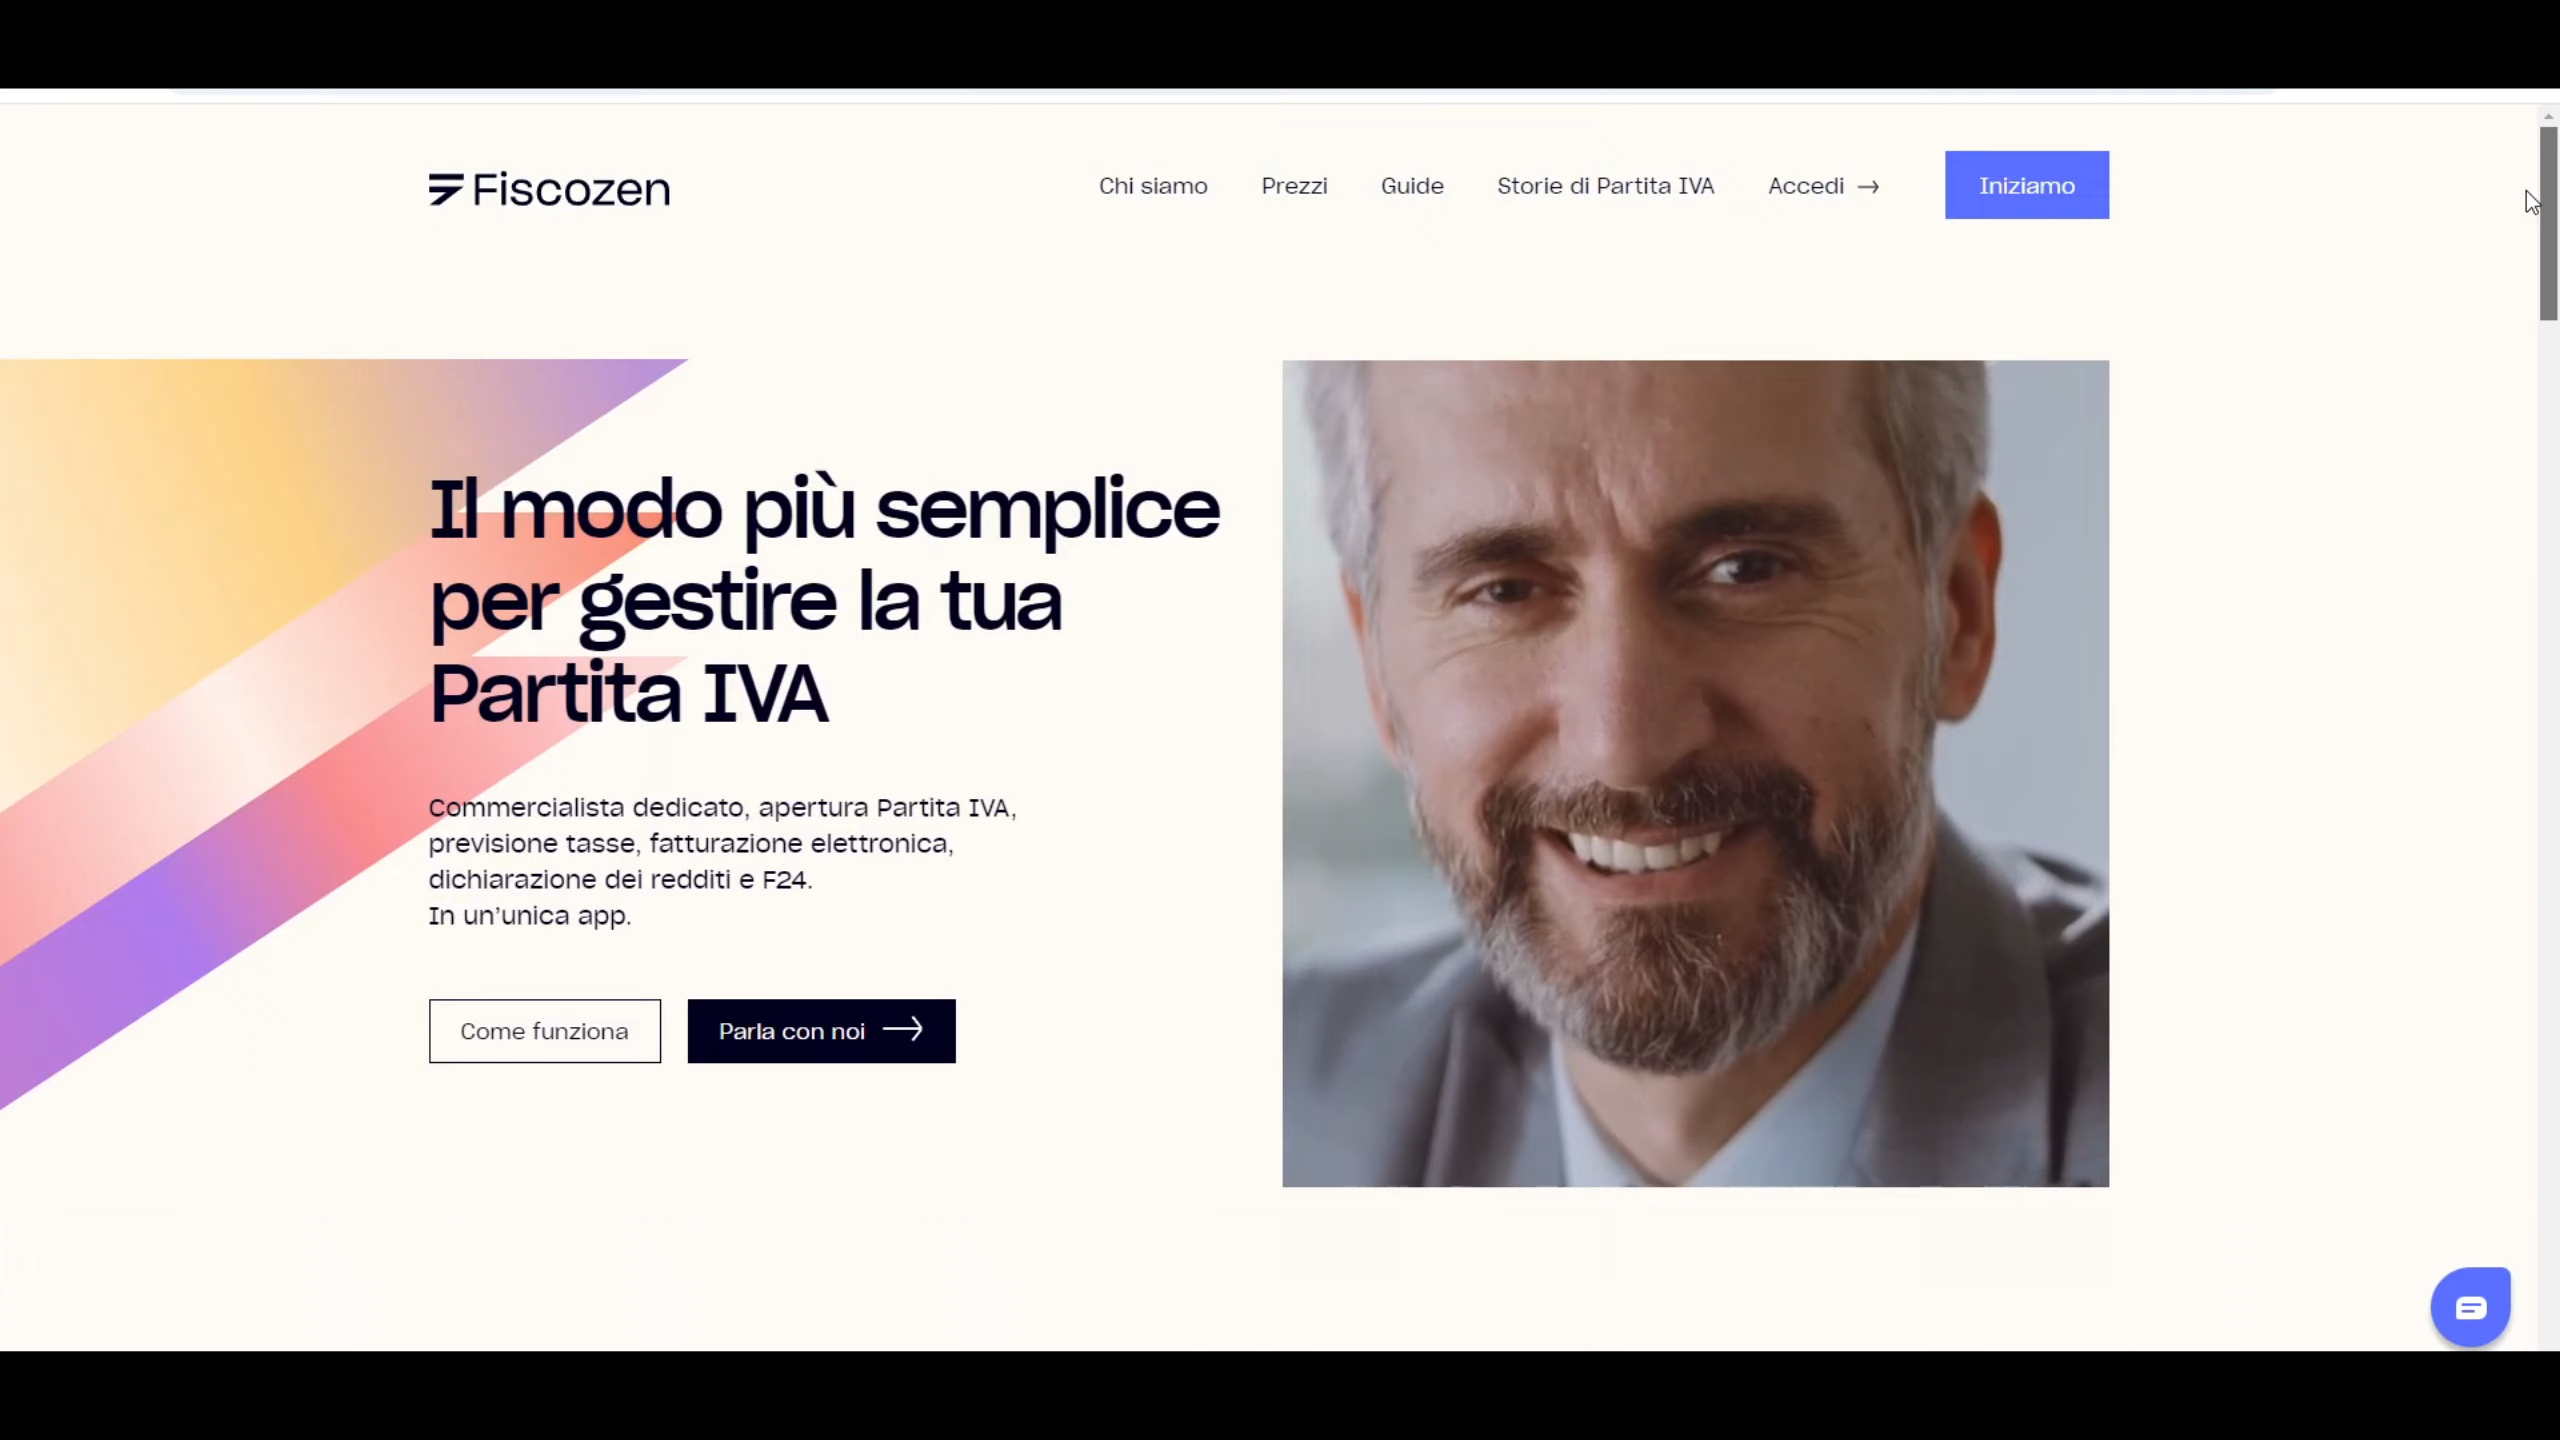 Fiscozen
Chi siamo
Prezzi
Guide
Storie di Partita IVA
Accedi →
Iniziamo
Il modo più semplice
per gestire la tua
Partita IVA
Commercialista dedicato, apertura Partita IVA,
previsione tasse, fatturazione elettronica,
dichiarazione dei redditi e F24.
In un’unica app.
Come funziona
Parla con noi →